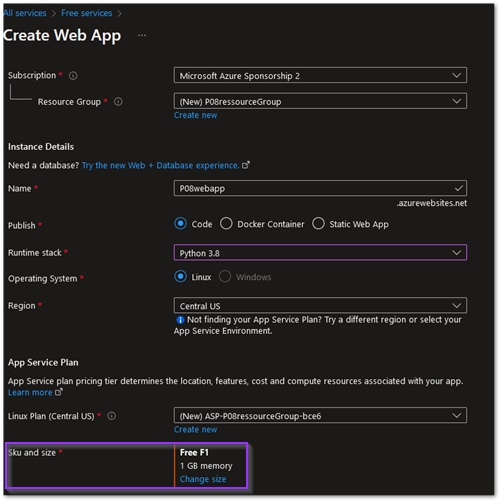 All services > Free services >
Create Web App ...
Subscription *
Microsoft Azure Sponsorship 2
Resource Group *
(New) P08ressourceGroup
Create new
Instance Details
Need a database? Try the new Web + Database experience.
Name *
P08webapp
.azurewebsites.net
Publish *
Code Docker Container Static Web App
Runtime stack *
Python 3.8
Operating System *
Linux Windows
Region *
Central US
Not finding your App Service Plan? Try a different region or select your
App Service Environment.
App Service Plan
App Service plan pricing tier determines the location, features, cost and compute resources associated with your app.
Learn more
Linux Plan (Central US) *
(New) ASP-P08ressourceGroup-bce6
Create new
Sku and size *
Free F1
1 GB memory
Change size